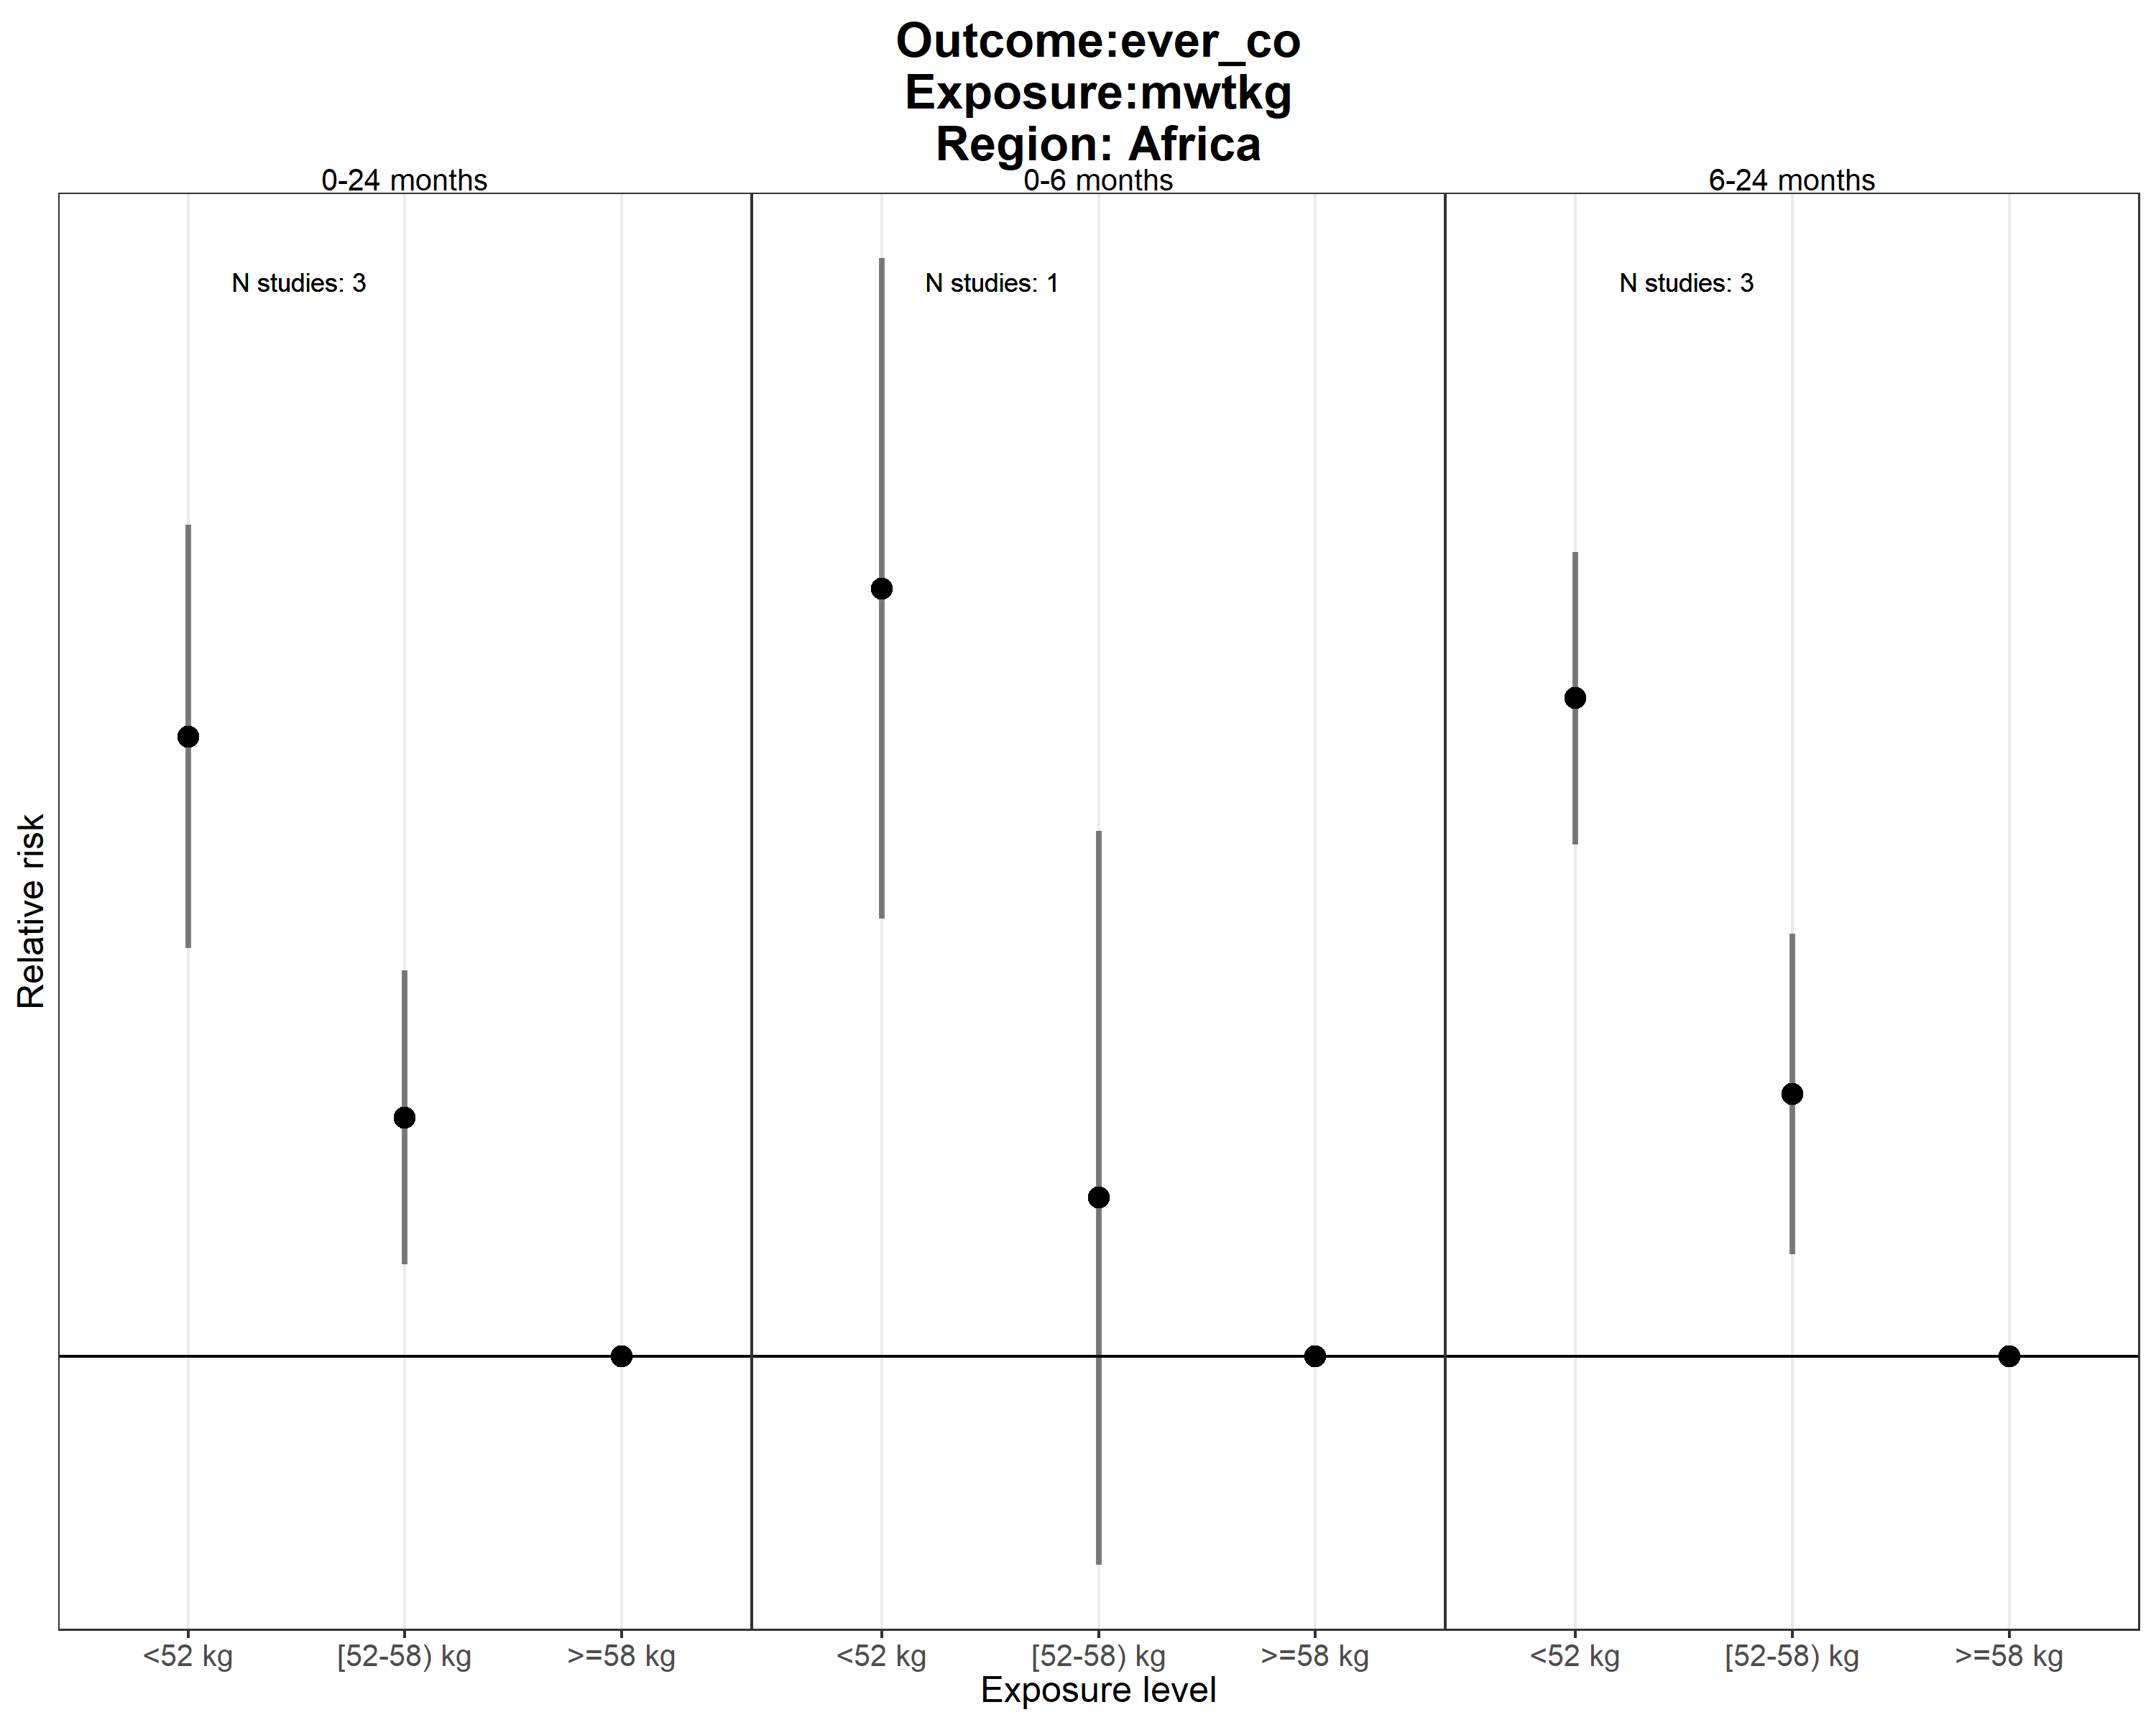 Outcome:ever_co
Exposure:mwtkg
Region: Africa
0-24 months
0-6 months
6-24 months
N studies: 3
N studies: 1
N studies: 3
Relative risk
<52 kg
[52-58) kg
>=58 kg
<52 kg
[52-58) kg
>=58 kg
<52 kg
[52-58) kg
>=58 kg
Exposure level